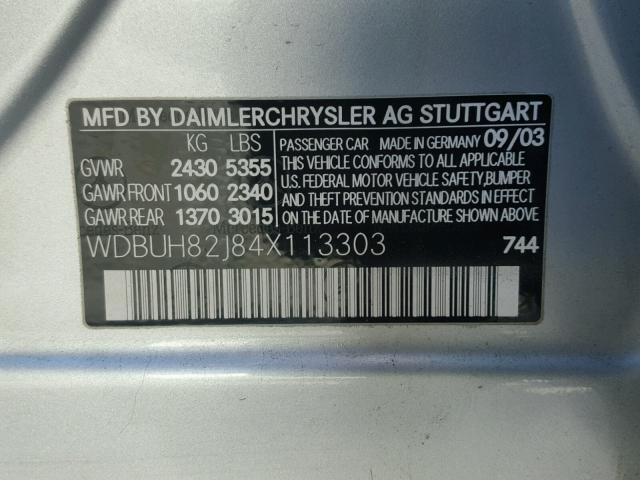 MFD BY DAIMLERCHRYSLER AG STUTTGART
KG LBS
GVWR 2430 5355
GAWR FRONT 1060 2340
GAWR REAR 1370 3015
PASSENGER CAR MADE IN GERMANY 09/03
THIS VEHICLE CONFORMS TO ALL APPLICABLE
U.S. FEDERAL MOTOR VEHICLE SAFETY, BUMPER
AND THEFT PREVENTION STANDARDS IN EFFECT
ON THE DATE OF MANUFACTURE SHOWN ABOVE.
WDBUH82J84X113303 744